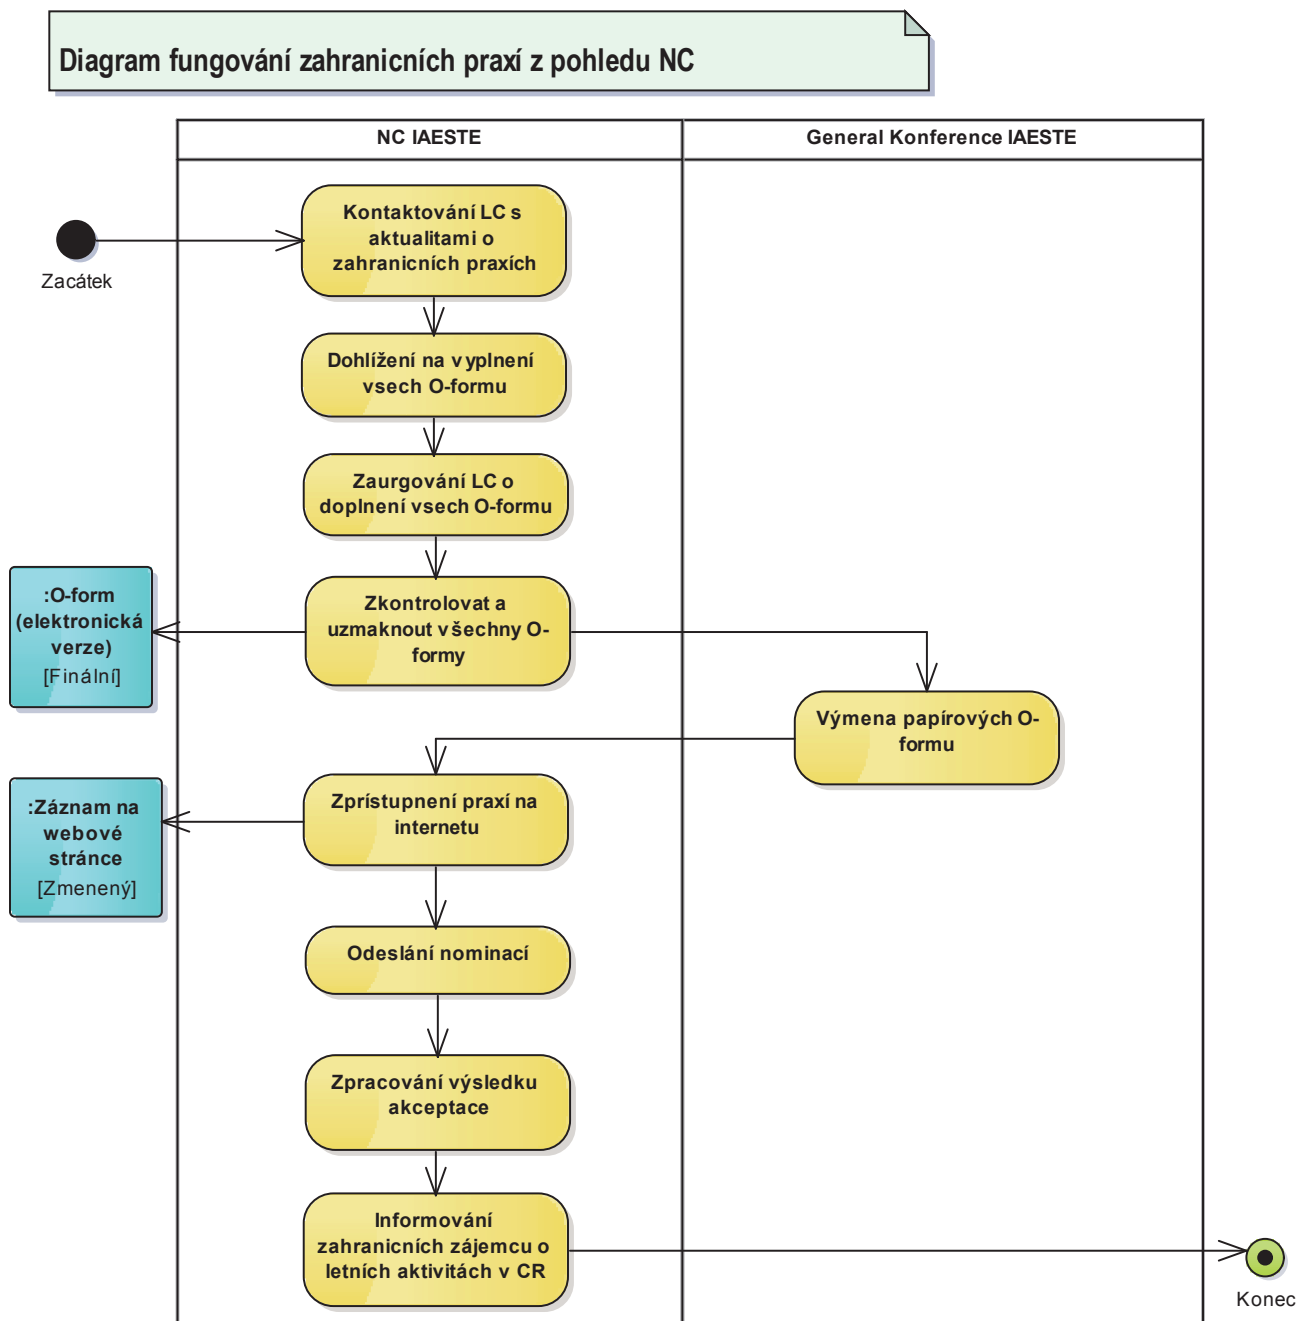 Diagram fungování zahranicních praxí z pohledu NC
NC IAESTE
General Konference IAESTE
Zacátek
Kontaktování LC s
aktualitami o
zahranicních praxích
Dohlížení na vyplnení
vsech O-formu
Zaurgování LC o
doplnení vsech O-formu
:O-form
(elektronická
verze)
[Finální]
Zkontrolovat a
uzmaknout všechny O-
formy
Výmena papírových O-
formu
:Záznam na
webové
stránce
[Zmenený]
Zprístupnení praxí na
internetu
Odeslání nominací
Zpracování výsledku
akceptace
Informování
zahranicních zájemcu o
letních aktivitách v CR
Konec